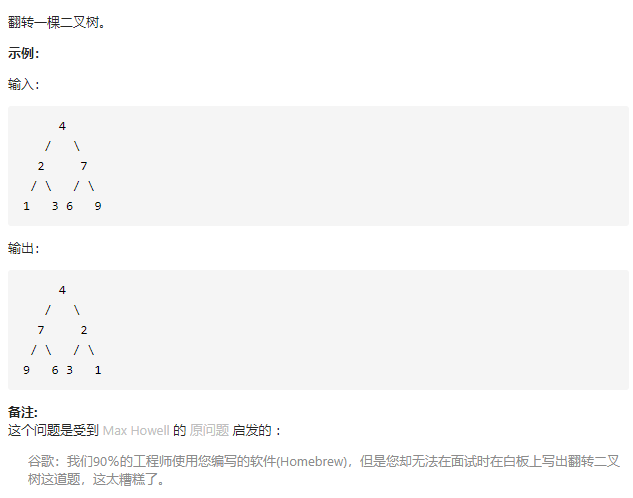 翻转一棵二叉树。
示例：
输入：
4
/   \
2     7
/ \   / \
1   3 6   9
输出：
4
/   \
7     2
/ \   / \
9   6 3   1
备注:
这个问题是受到 Max Howell 的 原问题 启发的 ：
谷歌：我们90％的工程师使用您编写的软件(Homebrew)，但是您却无法在面试时在白板上写出翻转二叉
树这道题，这太糟糕了。